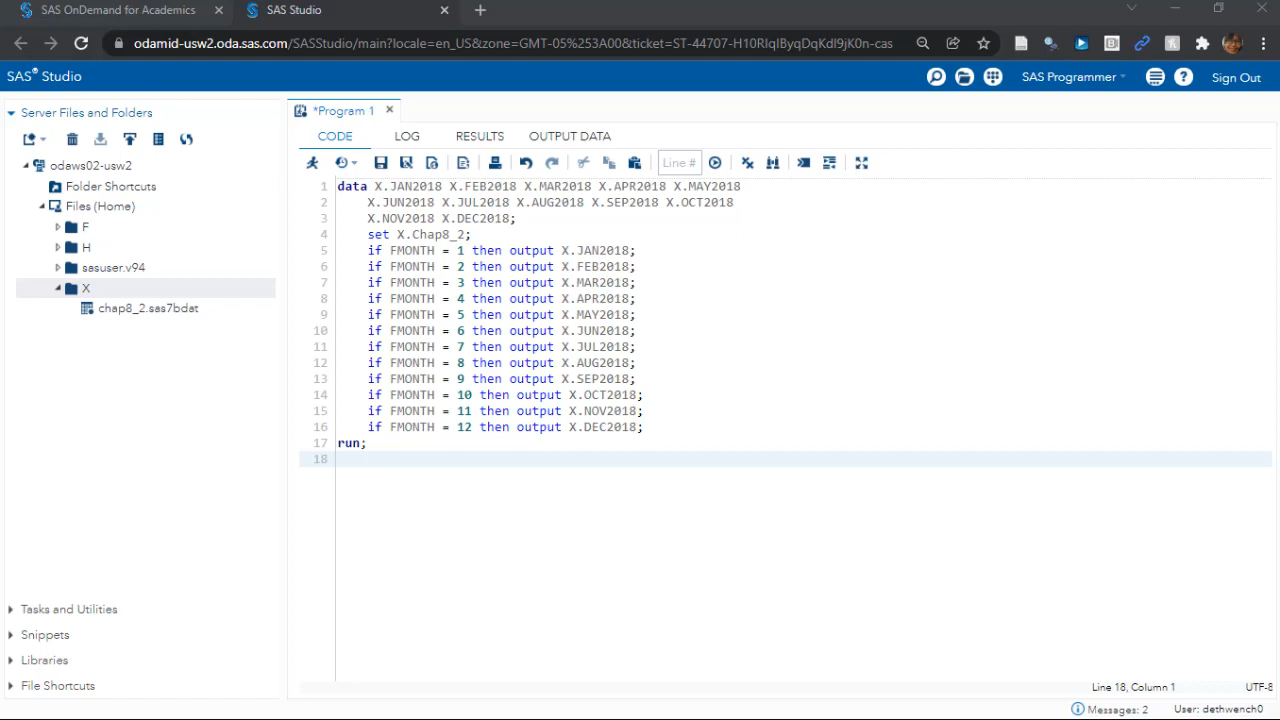 SAS OnDemand for Academics
SAS Studio
odamid-usw2.oda.sas.com/SASStudio/main?locale=en_US&zone=GMT-05%253A00&ticket=ST-44707-H10RIqIByqDqKdl9jK0n-cas
SAS® Studio
SAS Programmer
Sign Out
Server Files and Folders
odaws02-usw2
Folder Shortcuts
Files (Home)
F
H
sasuser.v94
X
chap8_2.sas7bdat
Tasks and Utilities
Snippets
Libraries
File Shortcuts
*Program 1
CODE LOG RESULTS OUTPUT DATA
Line #
1 data X.JAN2018 X.FEB2018 X.MAR2018 X.APR2018 X.MAY2018
2 X.JUN2018 X.JUL2018 X.AUG2018 X.SEP2018 X.OCT2018
3 X.NOV2018 X.DEC2018;
4 set X.Chap8_2;
5 if FMONTH = 1 then output X.JAN2018;
6 if FMONTH = 2 then output X.FEB2018;
7 if FMONTH = 3 then output X.MAR2018;
8 if FMONTH = 4 then output X.APR2018;
9 if FMONTH = 5 then output X.MAY2018;
10 if FMONTH = 6 then output X.JUN2018;
11 if FMONTH = 7 then output X.JUL2018;
12 if FMONTH = 8 then output X.AUG2018;
13 if FMONTH = 9 then output X.SEP2018;
14 if FMONTH = 10 then output X.OCT2018;
15 if FMONTH = 11 then output X.NOV2018;
16 if FMONTH = 12 then output X.DEC2018;
17 run;
18
Line 18, Column 1 UTF-8
Messages: 2 User: dethwench0